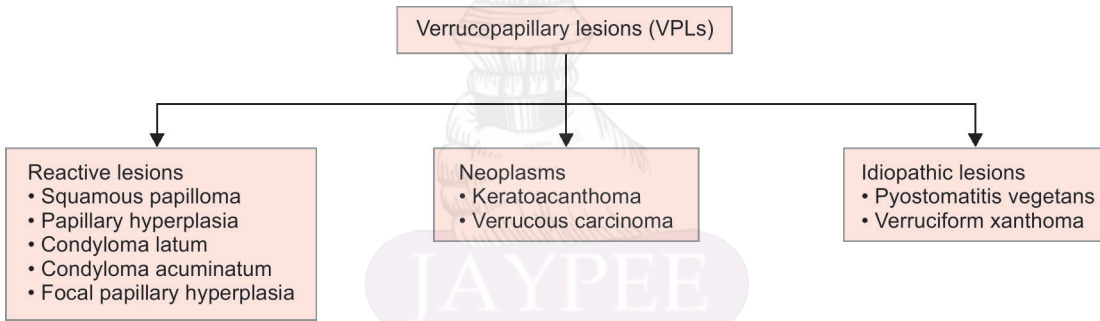 Verrucopapillary lesions (VPLs)
Reactive lesions
• Squamous papilloma
• Papillary hyperplasia
• Condyloma latum
• Condyloma acuminatum
• Focal papillary hyperplasia
Neoplasms
• Keratoacanthoma
• Verrucous carcinoma
Idiopathic lesions
• Pyostomatitis vegetans
• Verruciform xanthoma
JAYPEE